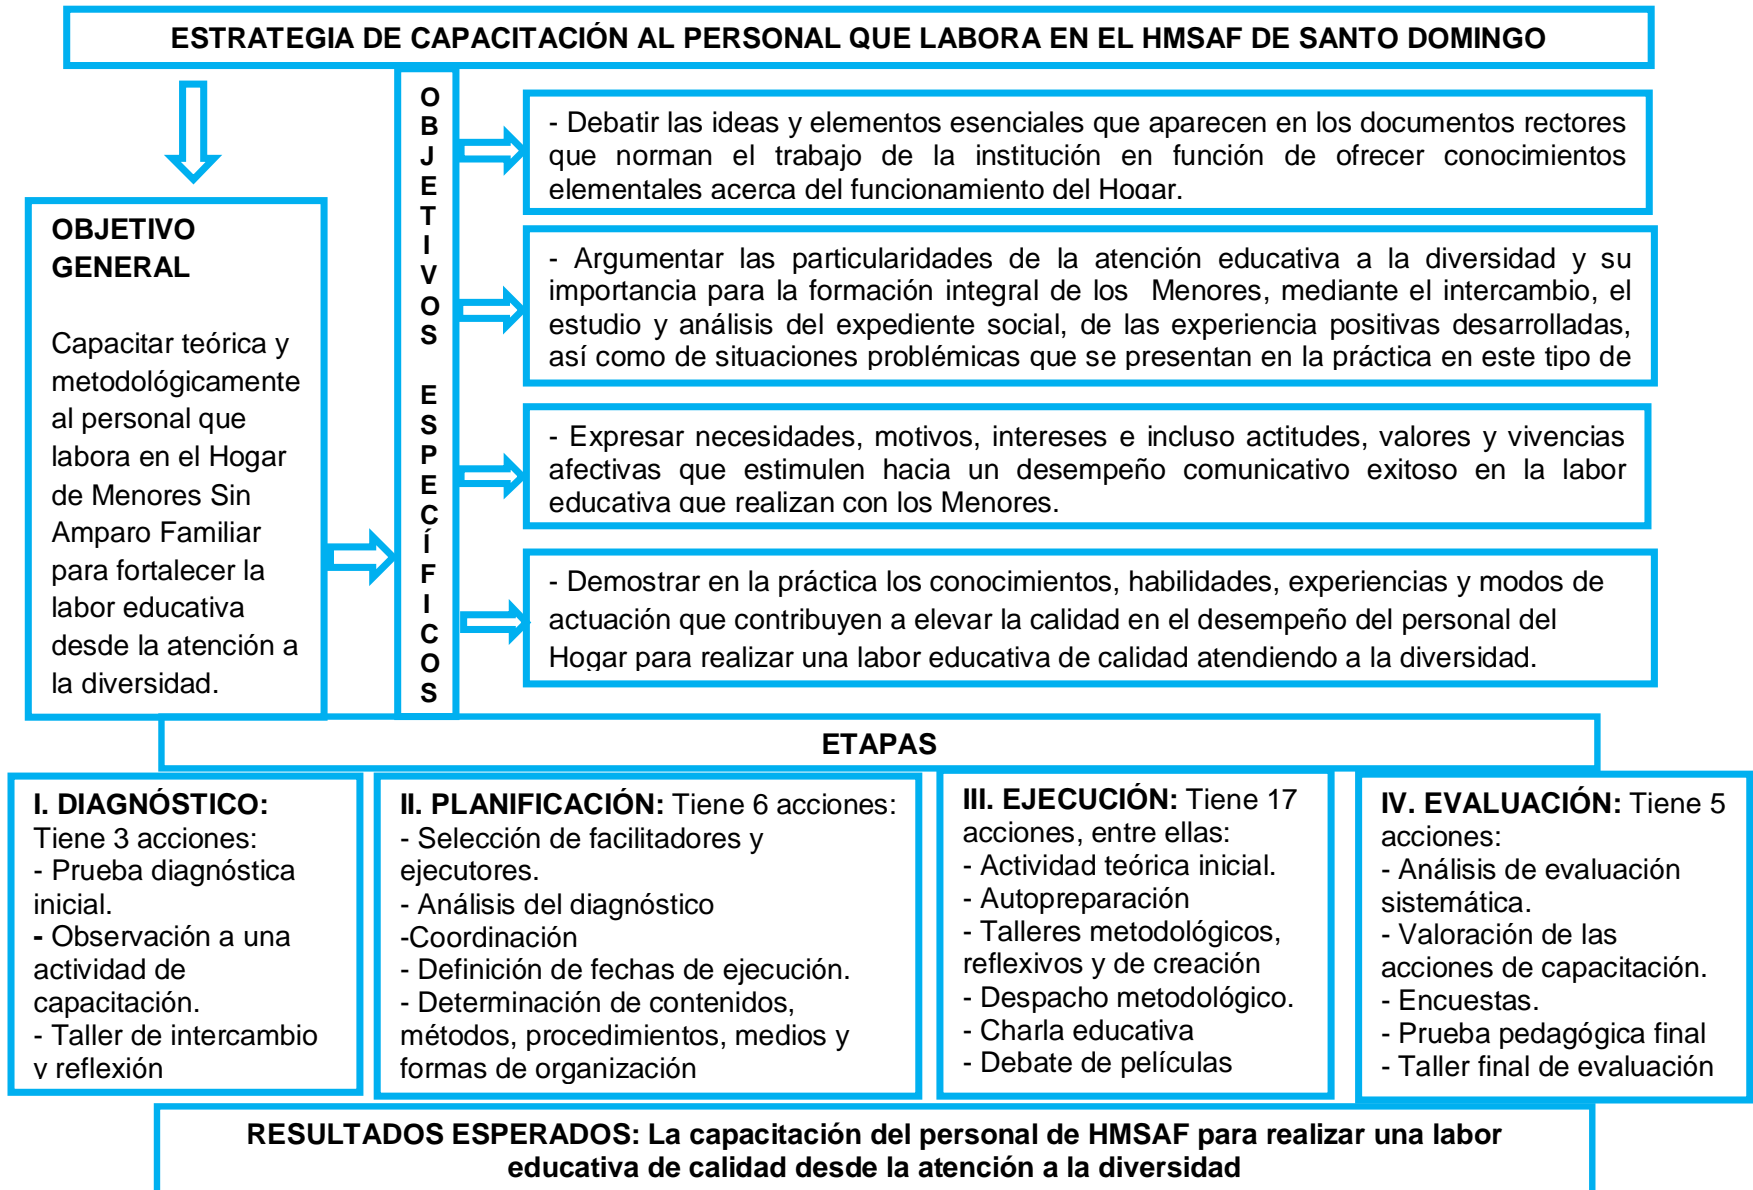 ESTRATEGIA DE CAPACITACIÓN AL PERSONAL QUE LABORA EN EL HMSAF DE SANTO DOMINGO
OBJETIVO
GENERAL
Capacitar teórica y
metodológicamente
al personal que
labora en el Hogar
de Menores Sin
Amparo Familiar
para fortalecer la
labor educativa
desde la atención a
la diversidad.
OBJETIVOS ESPECÍFICOS
- Debatir las ideas y elementos esenciales que aparecen en los documentos rectores
que norman el trabajo de la institución en función de ofrecer conocimientos
elementales acerca del funcionamiento del Hogar.
- Argumentar las particularidades de la atención educativa a la diversidad y su
importancia para la formación integral de los Menores, mediante el intercambio, el
estudio y análisis del expediente social, de las experiencia positivas desarrolladas,
así como de situaciones problémicas que se presentan en la práctica en este tipo de
- Expresar necesidades, motivos, intereses e incluso actitudes, valores y vivencias
afectivas que estimulen hacia un desempeño comunicativo exitoso en la labor
educativa que realizan con los Menores.
- Demostrar en la práctica los conocimientos, habilidades, experiencias y modos de
actuación que contribuyen a elevar la calidad en el desempeño del personal del
Hogar para realizar una labor educativa de calidad atendiendo a la diversidad.
ETAPAS
I. DIAGNÓSTICO:
Tiene 3 acciones:
- Prueba diagnóstica
inicial.
- Observación a una
actividad de
capacitación.
- Taller de intercambio
y reflexión
II. PLANIFICACIÓN: Tiene 6 acciones:
- Selección de facilitadores y
ejecutores.
- Análisis del diagnóstico
-Coordinación
- Definición de fechas de ejecución.
- Determinación de contenidos,
métodos, procedimientos, medios y
formas de organización
III. EJECUCIÓN: Tiene 17
acciones, entre ellas:
- Actividad teórica inicial.
- Autopreparación
- Talleres metodológicos,
reflexivos y de creación
- Despacho metodológico.
- Charla educativa
- Debate de películas
IV. EVALUACIÓN: Tiene 5
acciones:
- Análisis de evaluación
sistemática.
- Valoración de las
acciones de capacitación.
- Encuestas.
- Prueba pedagógica final
- Taller final de evaluación
RESULTADOS ESPERADOS: La capacitación del personal de HMSAF para realizar una labor
educativa de calidad desde la atención a la diversidad